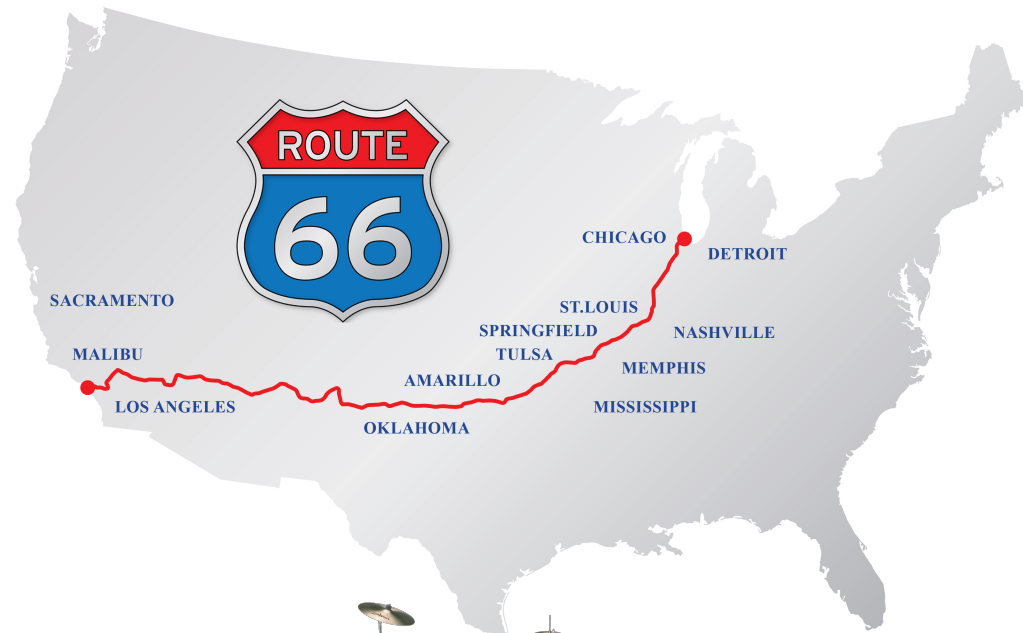 ROUTE
66
CHICAGO
DETROIT
SACRAMENTO
ST.LOUIS
SPRINGFIELD
NASHVILLE
MALIBU
TULSA
MEMPHIS
AMARILLO
LOS ANGELES
MISSISSIPPI
OKLAHOMA